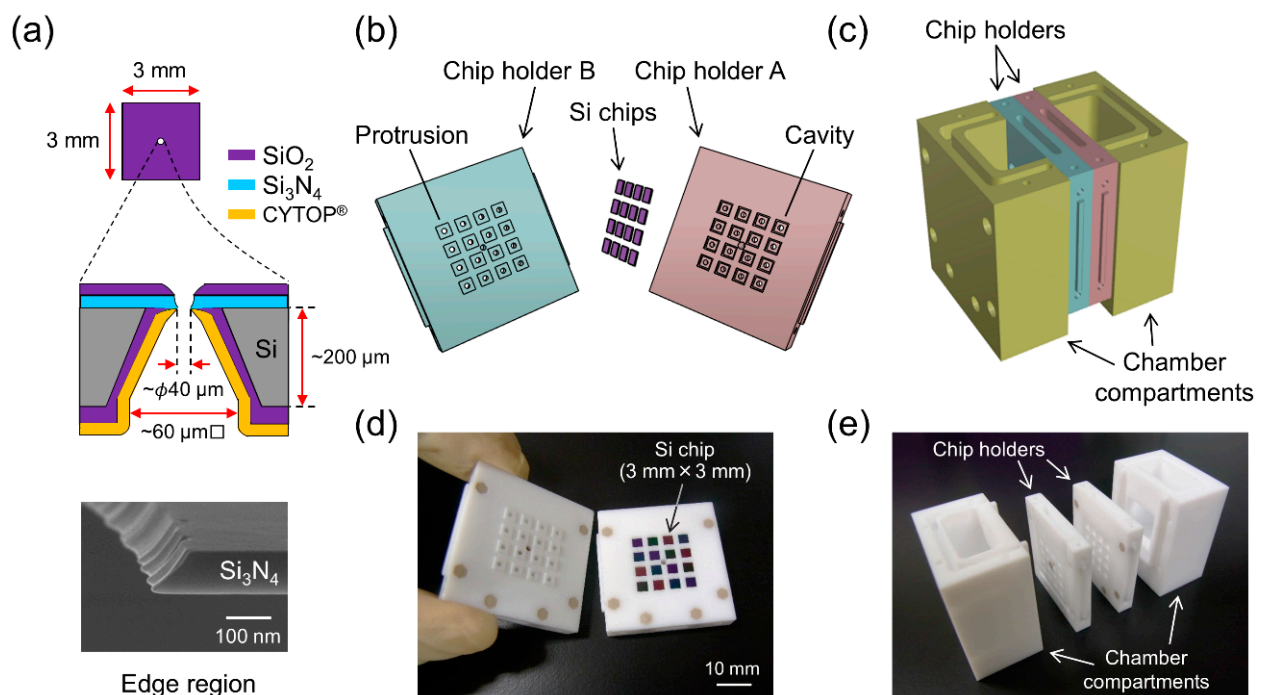 (a)
3 mm
3 mm
SiO₂
Si₃N₄
CYTOP®
Si
~200 μm
~ϕ40 μm
~60 μm□
Si₃N₄
100 nm
Edge region
(b)
Chip holder B
Chip holder A
Si chips
Protrusion
Cavity
(c)
Chip holders
Chamber
compartments
(d)
Si chip
(3 mm × 3 mm)
10 mm
(e)
Chip holders
Chamber
compartments